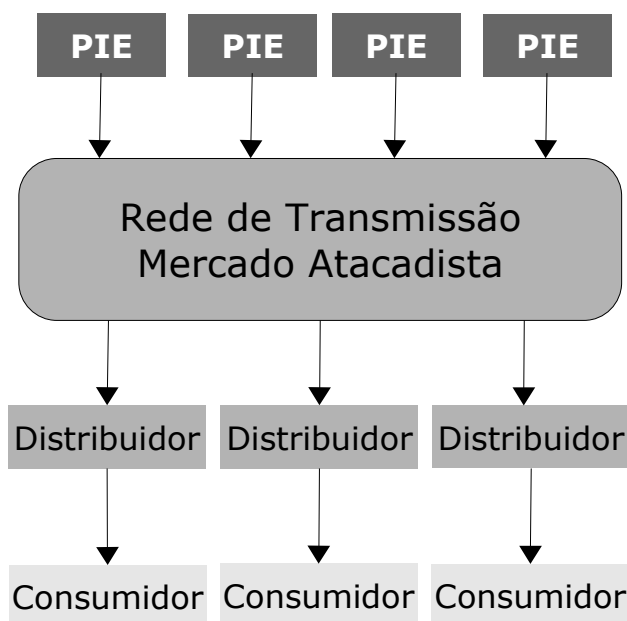 PIE PIE PIE PIE
Rede de Transmissão
Mercado Atacadista
Distribuidor Distribuidor Distribuidor
Consumidor Consumidor Consumidor